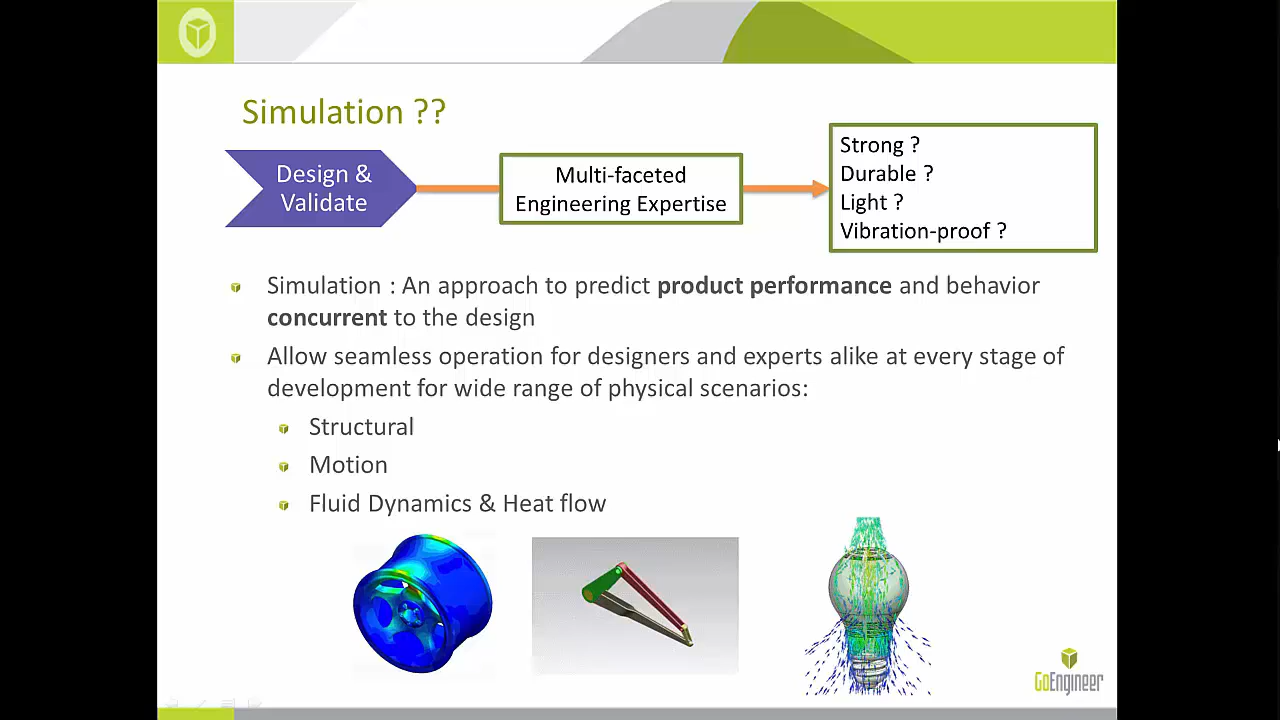 Simulation ??
Design &
Validate
Multi-faceted
Engineering Expertise
Strong ?
Durable ?
Light ?
Vibration-proof ?
Simulation : An approach to predict product performance and behavior
concurrent to the design
Allow seamless operation for designers and experts alike at every stage of
development for wide range of physical scenarios:
Structural
Motion
Fluid Dynamics & Heat flow
GoEngineer